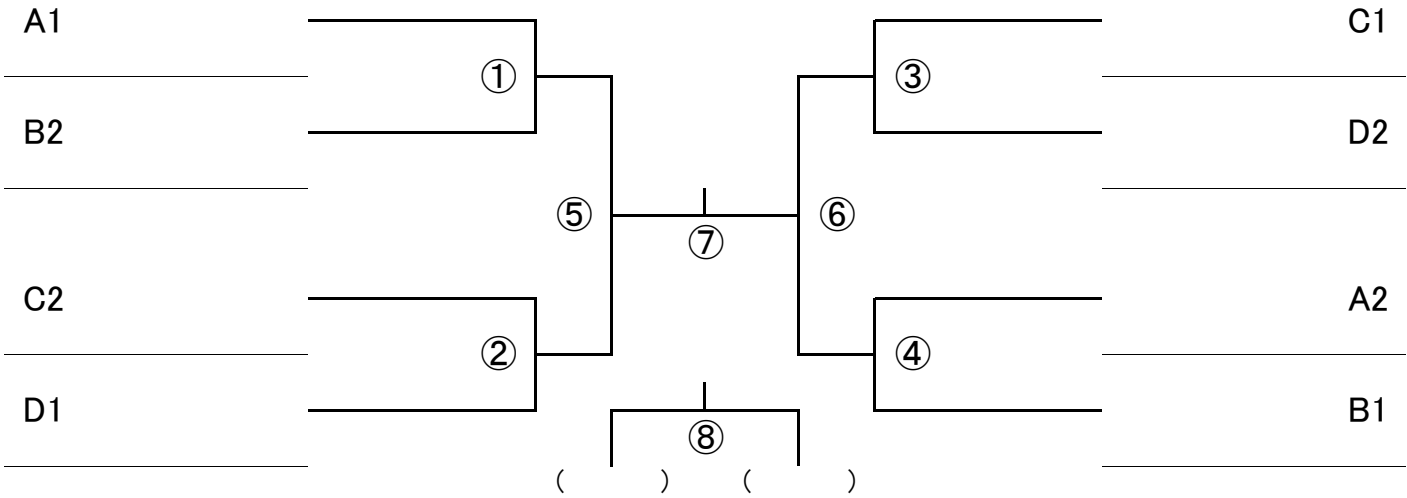 A1
C1
①
③
B2
D2
⑤
⑥
⑦
C2
A2
②
④
D1
B1
⑧
(　　　) (　　　)